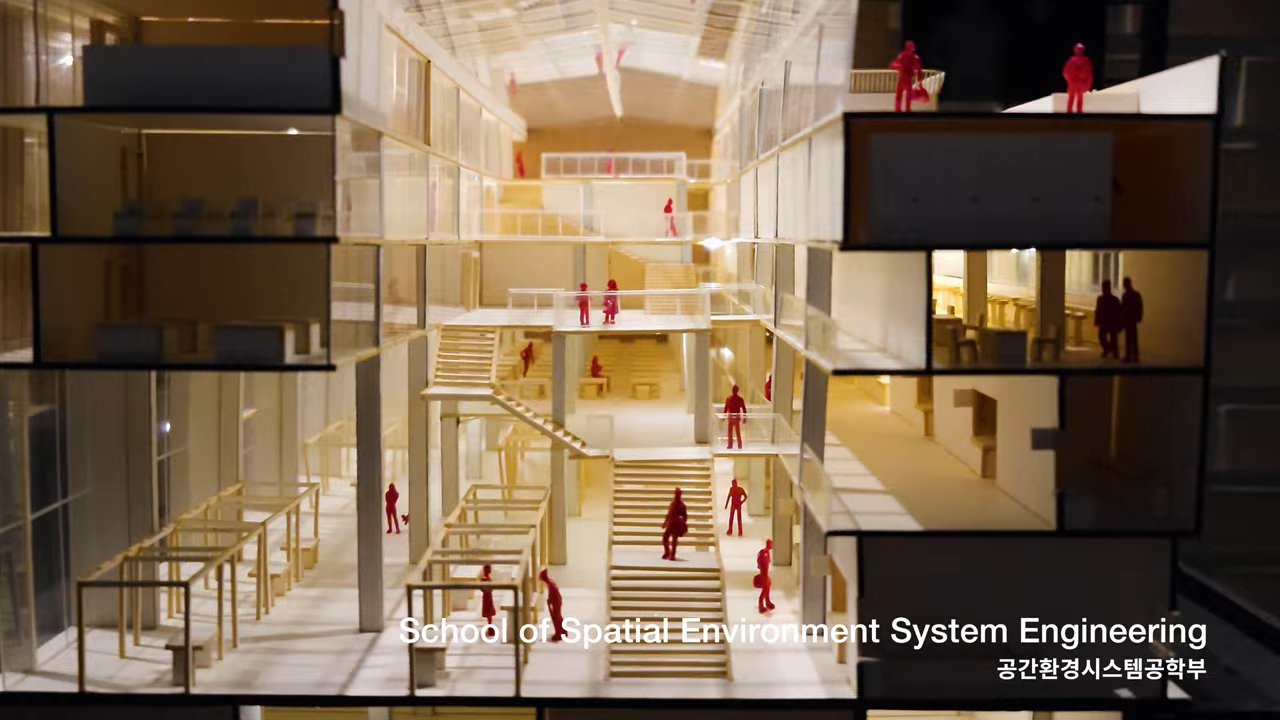 School of Spatial Environment System Engineering
공간환경시스템공학부